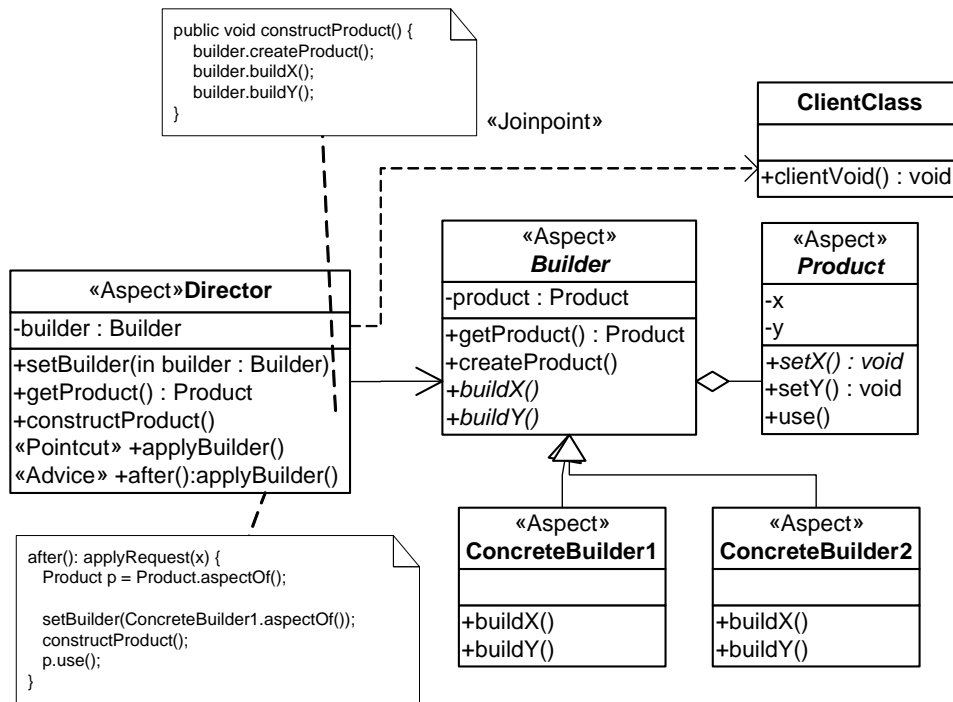 public void constructProduct() {
builder.createProduct();
builder.buildX();
builder.buildY();
}
«Joinpoint»
ClientClass
+clientVoid() : void
«Aspect»Director
-builder : Builder
+setBuilder(in builder : Builder)
+getProduct() : Product
+constructProduct()
«Pointcut» +applyBuilder()
«Advice» +after():applyBuilder()
«Aspect»
Builder
-product : Product
+getProduct() : Product
+createProduct()
+buildX()
+buildY()
«Aspect»
Product
-x
-y
+setX() : void
+setY() : void
+use()
after(): applyRequest(x) {
Product p = Product.aspectOf();
setBuilder(ConcreteBuilder1.aspectOf());
constructProduct();
p.use();
}
«Aspect»
ConcreteBuilder1
+buildX()
+buildY()
«Aspect»
ConcreteBuilder2
+buildX()
+buildY()